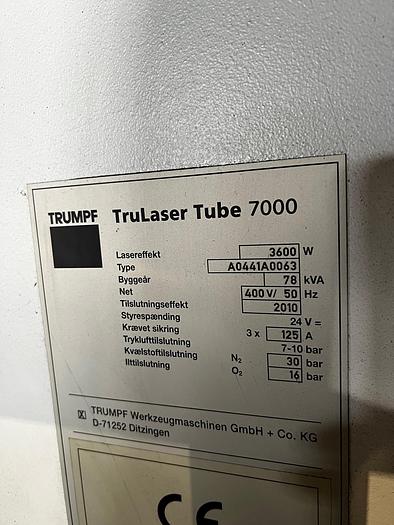 TRUMPF TruLaser Tube 7000
Lasereffekt 3600 W
Type A0441A0063
Byggeår 78 kVA
Net 400 V/ 50 Hz
Tilslutningseffekt 2010
Styrespænding 24 V =
Krævet sikring 3 x 125 A
Tryklufttilslutning 7-10 bar
Kvælstoftilslutning N₂ 30 bar
Ilttilslutning O₂ 16 bar
TRUMPF Werkzeugmaschinen GmbH + Co. KG
D-71252 Ditzingen
CE